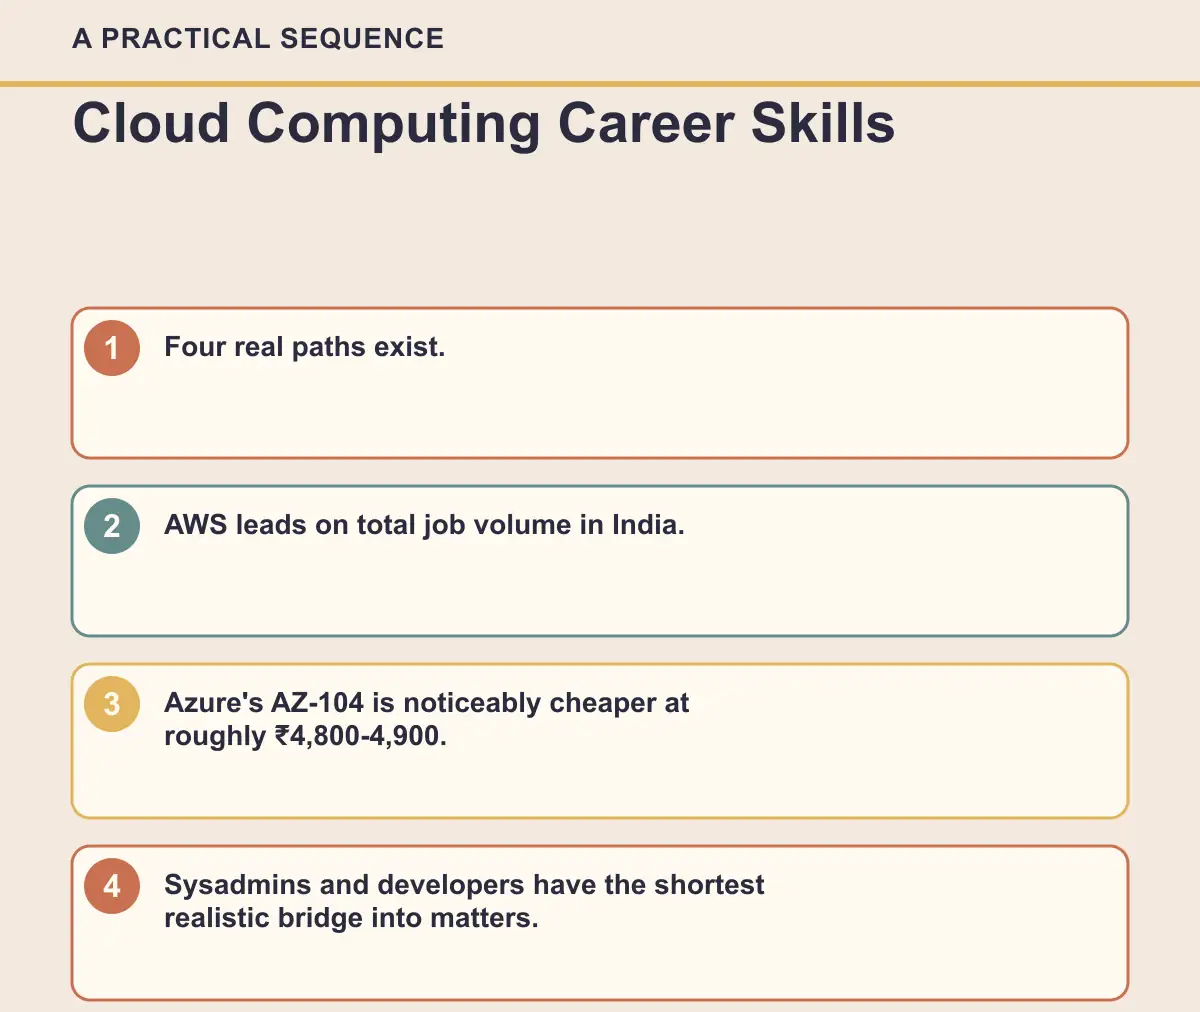 A PRACTICAL SEQUENCE
Cloud Computing Career Skills
1
Four real paths exist.
2
AWS leads on total job volume in India.
3
Azure's AZ-104 is noticeably cheaper at
roughly ₹4,800-4,900.
4
Sysadmins and developers have the shortest
realistic bridge into matters.